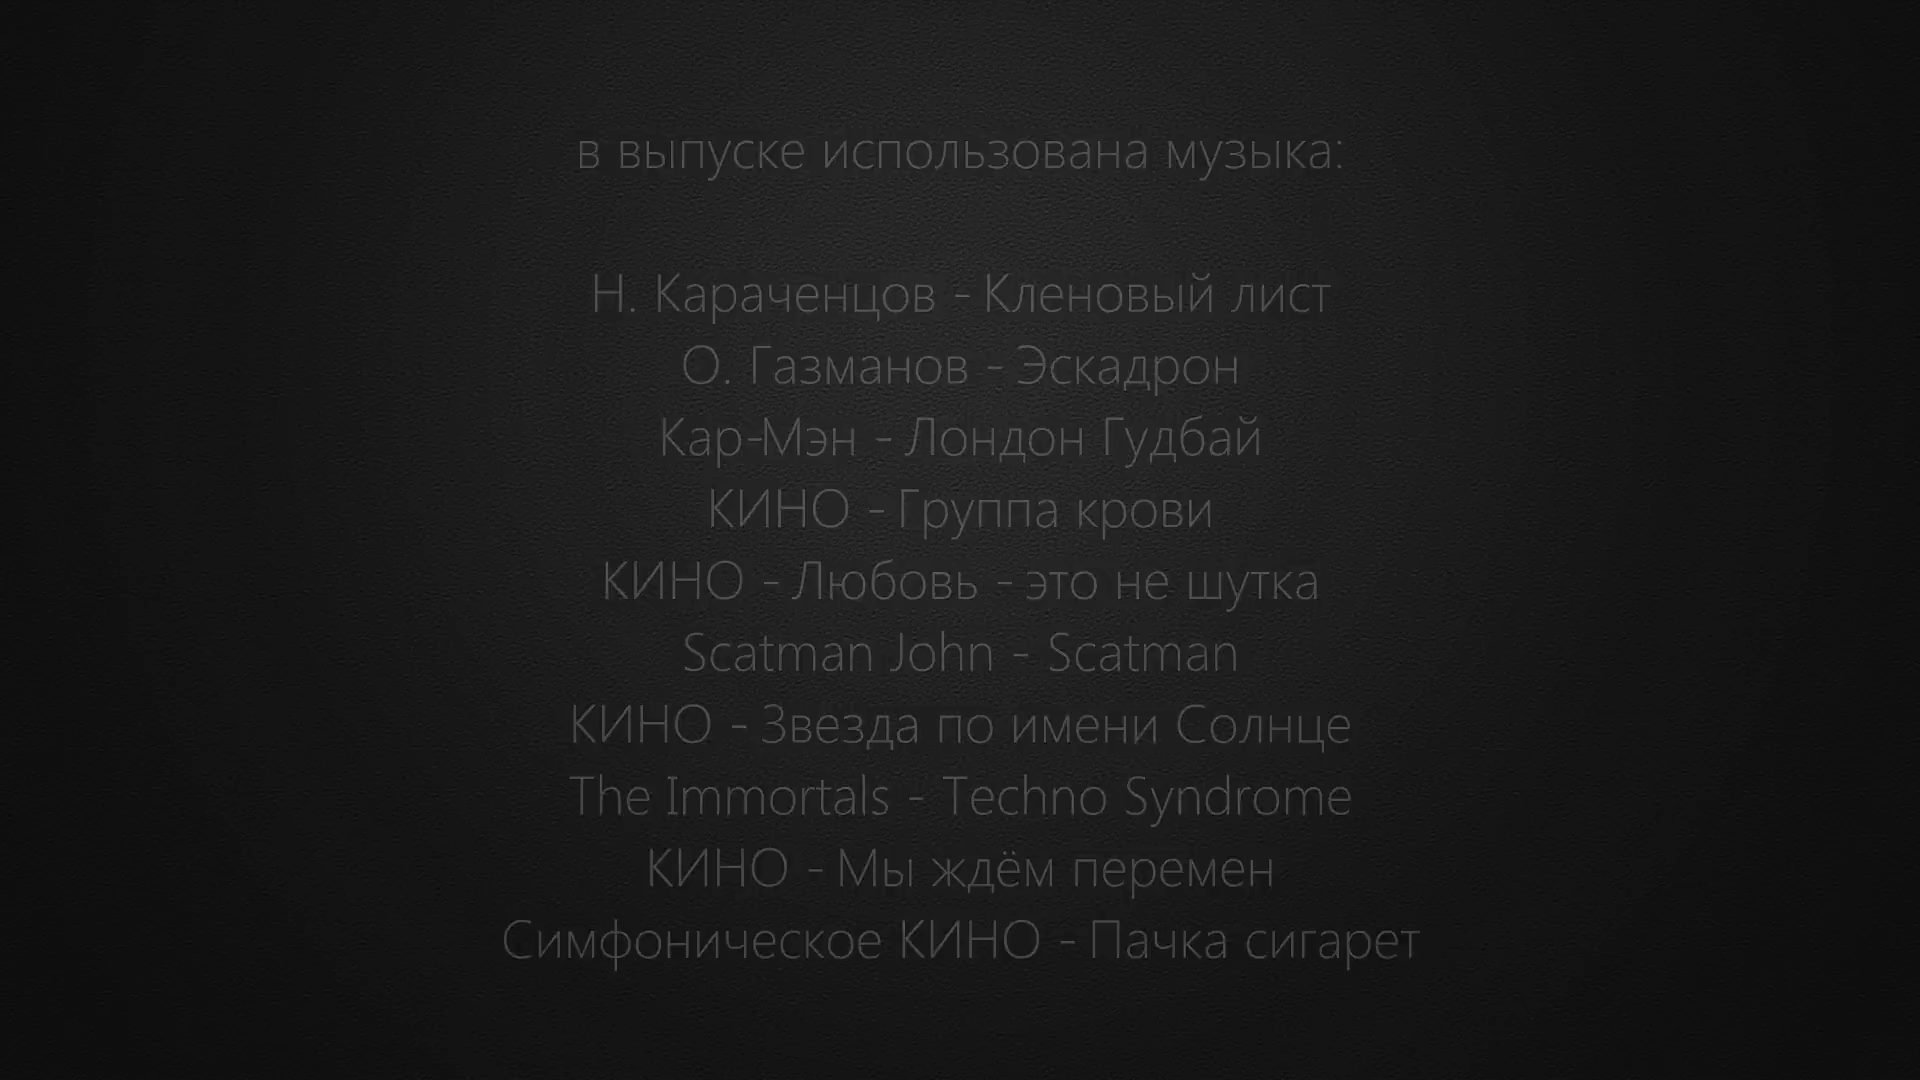 в выпуске использована музыка:
Н. Караченцов - Кленовый лист
О. Газманов - Эскадрон
Кар-Мэн - Лондон Гудбай
КИНО - Группа крови
КИНО - Любовь - это не шутка
Scatman John - Scatman
КИНО - Звезда по имени Солнце
The Immortals - Techno Syndrome
КИНО - Мы ждём перемен
Симфоническое КИНО - Пачка сигарет